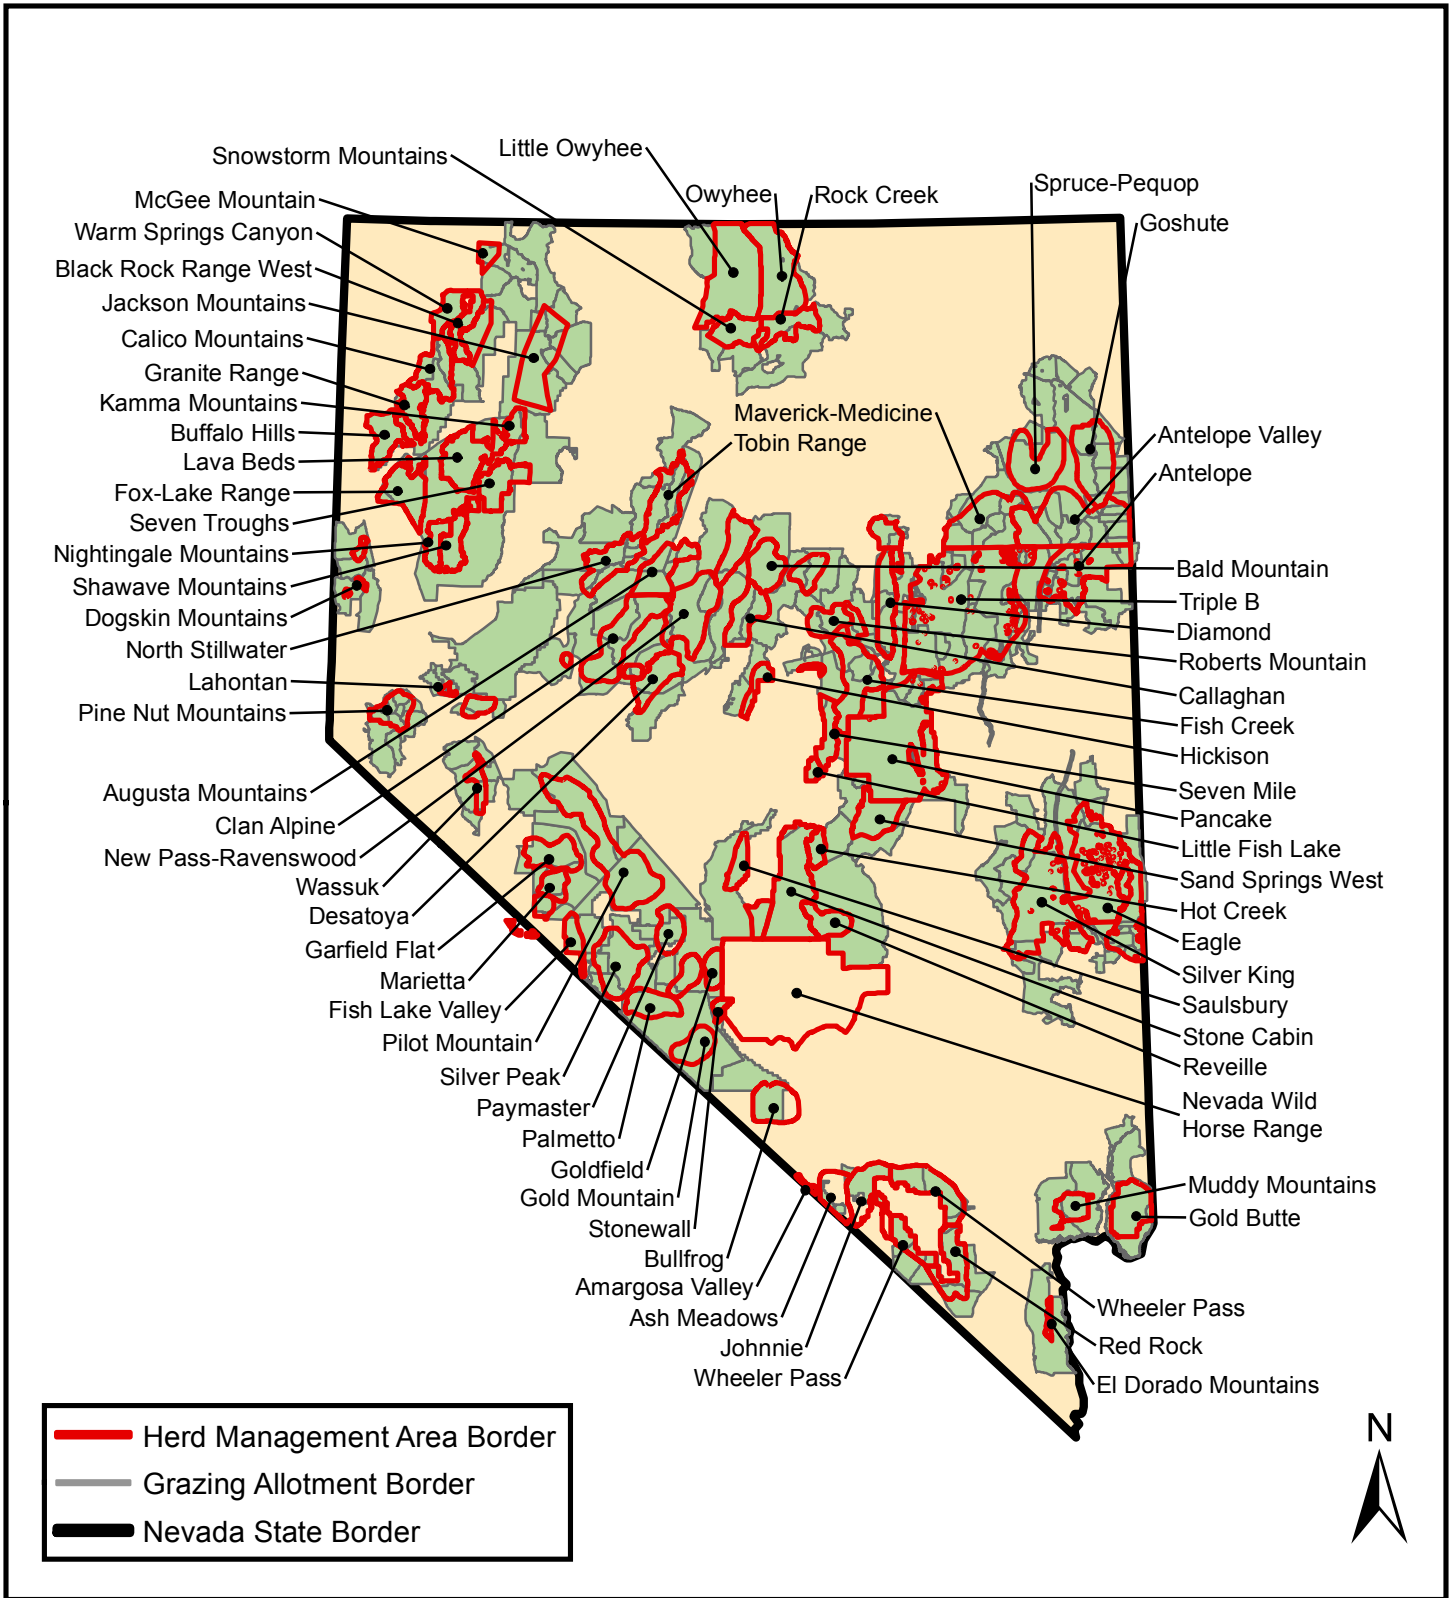 Snowstorm Mountains
Little Owyhee
Owyhee
Rock Creek
Spruce-Pequop
Goshute
McGee Mountain
Warm Springs Canyon
Black Rock Range West
Jackson Mountains
Calico Mountains
Granite Range
Kamma Mountains
Buffalo Hills
Lava Beds
Fox-Lake Range
Seven Troughs
Nightingale Mountains
Shawave Mountains
Dogskin Mountains
North Stillwater
Lahontan
Pine Nut Mountains
Maverick-Medicine
Tobin Range
Antelope Valley
Antelope
Bald Mountain
Triple B
Diamond
Roberts Mountain
Callaghan
Fish Creek
Hickison
Seven Mile
Pancake
Little Fish Lake
Sand Springs West
Hot Creek
Eagle
Silver King
Saulsbury
Stone Cabin
Reveille
Nevada Wild
Horse Range
Augusta Mountains
Clan Alpine
New Pass-Ravenswood
Wassuk
Desatoya
Garfield Flat
Marietta
Fish Lake Valley
Pilot Mountain
Silver Peak
Paymaster
Palmetto
Goldfield
Gold Mountain
Stonewall
Bullfrog
Amargosa Valley
Ash Meadows
Johnnie
Wheeler Pass
Muddy Mountains
Gold Butte
Wheeler Pass
Red Rock
El Dorado Mountains
Herd Management Area Border
Grazing Allotment Border
Nevada State Border
N